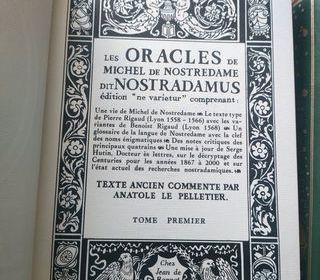 LES ORACLES DE
MICHEL DE NOSTREDAME
DIT NOSTRADAMUS
édition "ne varietur" comprenant :
Une vie de Michel de Nostredame - Le texte type
de Pierre Rigaud (Lyon 1558 - 1566) avec les va-
riantes de Benoist Rigaud (Lyon 1568) - Un
glossaire de la langue de Nostredame avec la clef
des noms énigmatiques - Des notes critiques des
principaux quatrains - Une mise à jour de Serge
Hutin, Docteur ès lettres, sur le décryptage des
Centuries pour les années 1867 à 2000 et sur
l'état actuel des recherches nostradamiques. -
TEXTE ANCIEN COMMENTE PAR
ANATOLE LE PELLETIER.
TOME PREMIER
Chez
Jean de
Bonnot